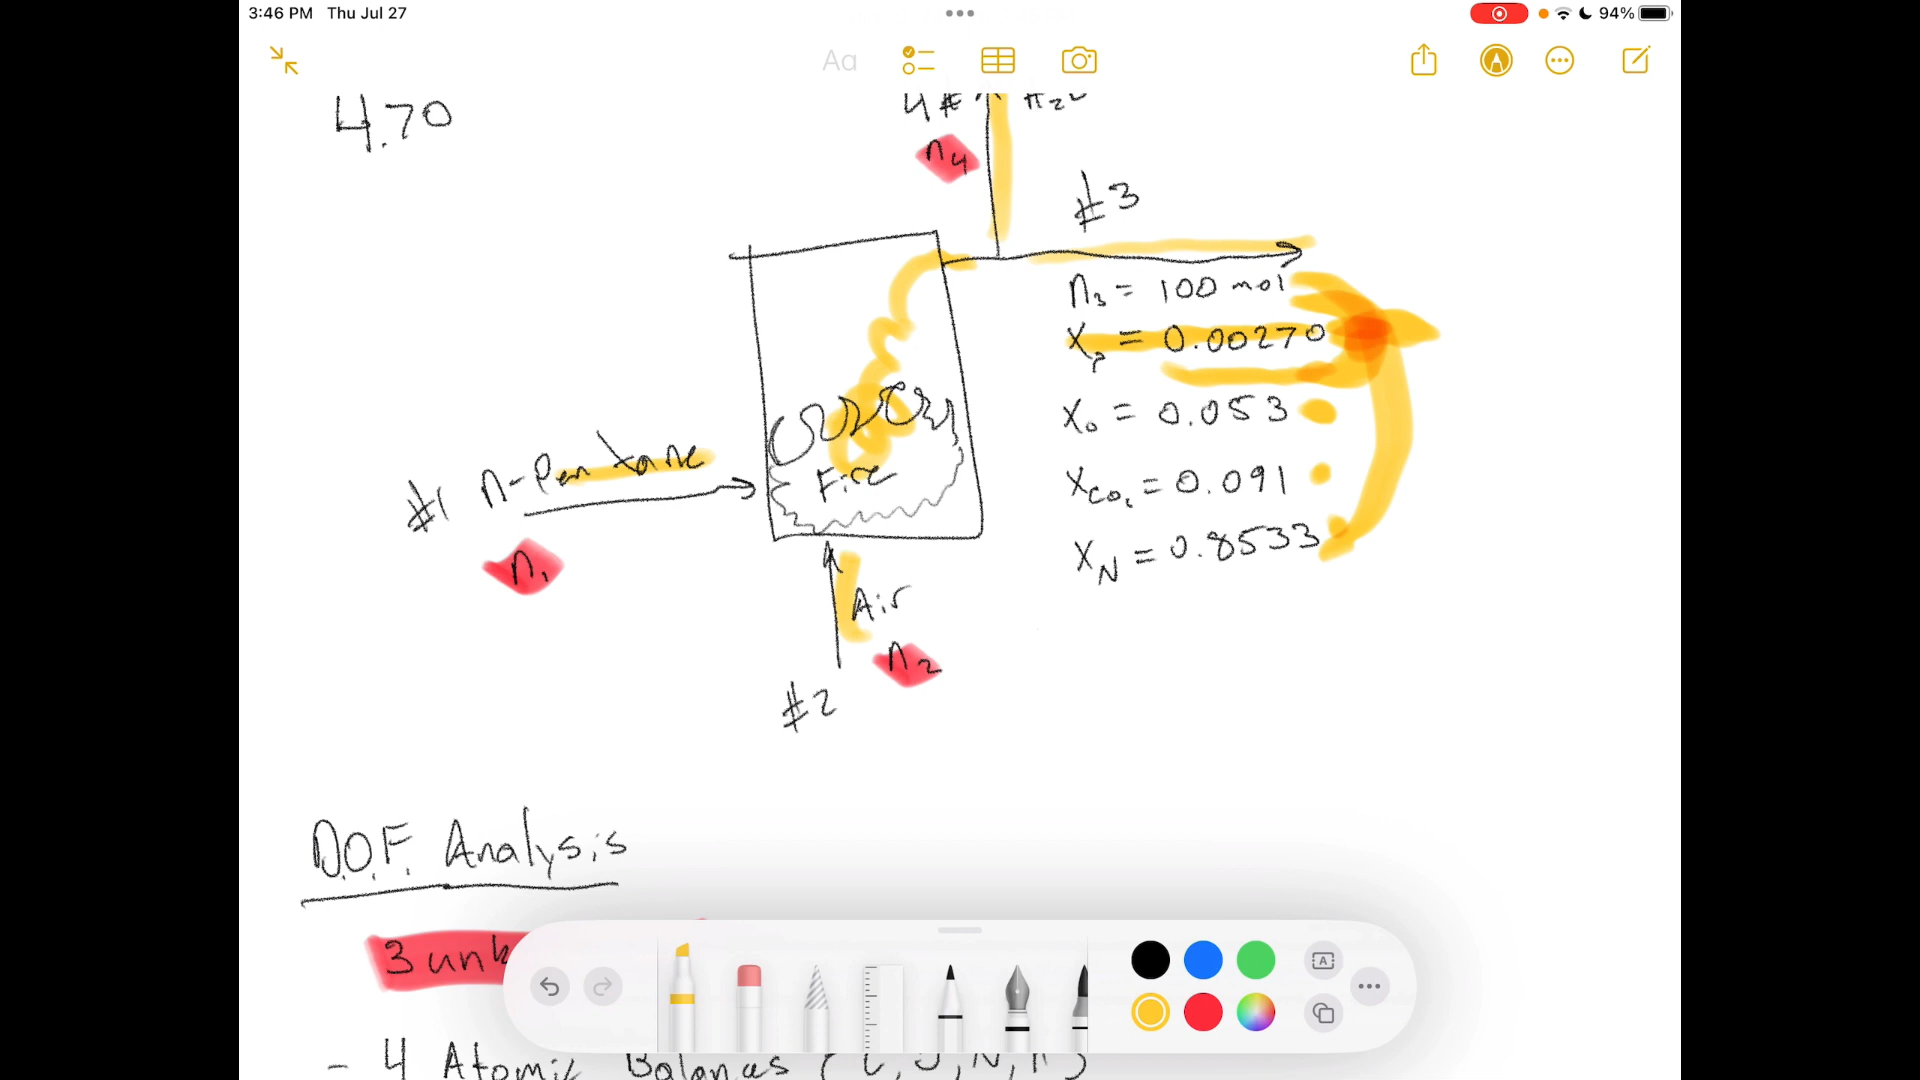 3:46 PM Thu Jul 27
94%
Aa
4.70
4#
n4
#3
n3 = 100 mol
xp = 0.00270
xo = 0.053
xCO2 = 0.091
xN = 0.8533
Fire
#1 n-Pentane
n1
Air
n2
#2
D.O.F. Analysis
3 un
- 4 Atomic Balances (C, O, N, H)
A